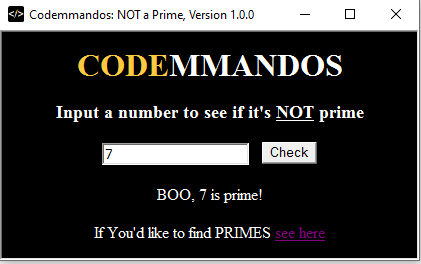 Codemmandos: NOT a Prime, Version 1.0.0
CODEMMANDOS
Input a number to see if it's NOT prime
7 Check
BOO, 7 is prime!
If You'd like to find PRIMES see here